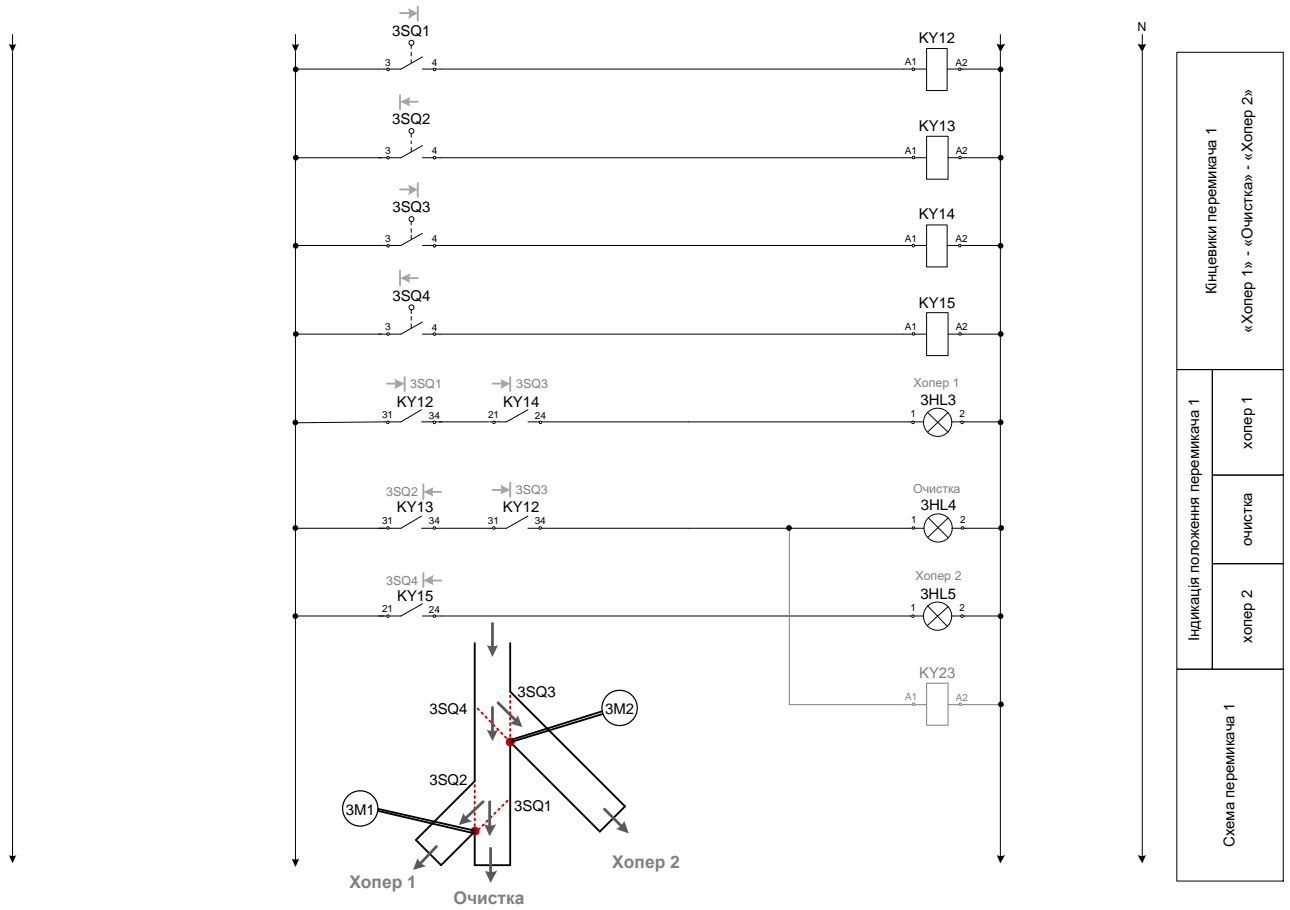 N
3SQ1
3 4
KY12
A1 A2
3SQ2
3 4
KY13
A1 A2
3SQ3
3 4
KY14
A1 A2
3SQ4
3 4
KY15
A1 A2
3SQ1
KY12
31 34
3SQ3
KY14
21 24
Хопер 1
3HL3
1 2
3SQ2
KY13
31 34
3SQ3
KY12
31 34
Очистка
3HL4
1 2
3SQ4
KY15
21 24
Хопер 2
3HL5
1 2
KY23
A1 A2
3SQ3
3SQ4
3M2
3SQ2
3SQ1
3M1
Хопер 1
Очистка
Хопер 2
Кінцевики перемикача 1
«Хопер 1» - «Очистка» - «Хопер 2»
Індикація положення перемикача 1
хопер 1
очистка
хопер 2
Схема перемикача 1